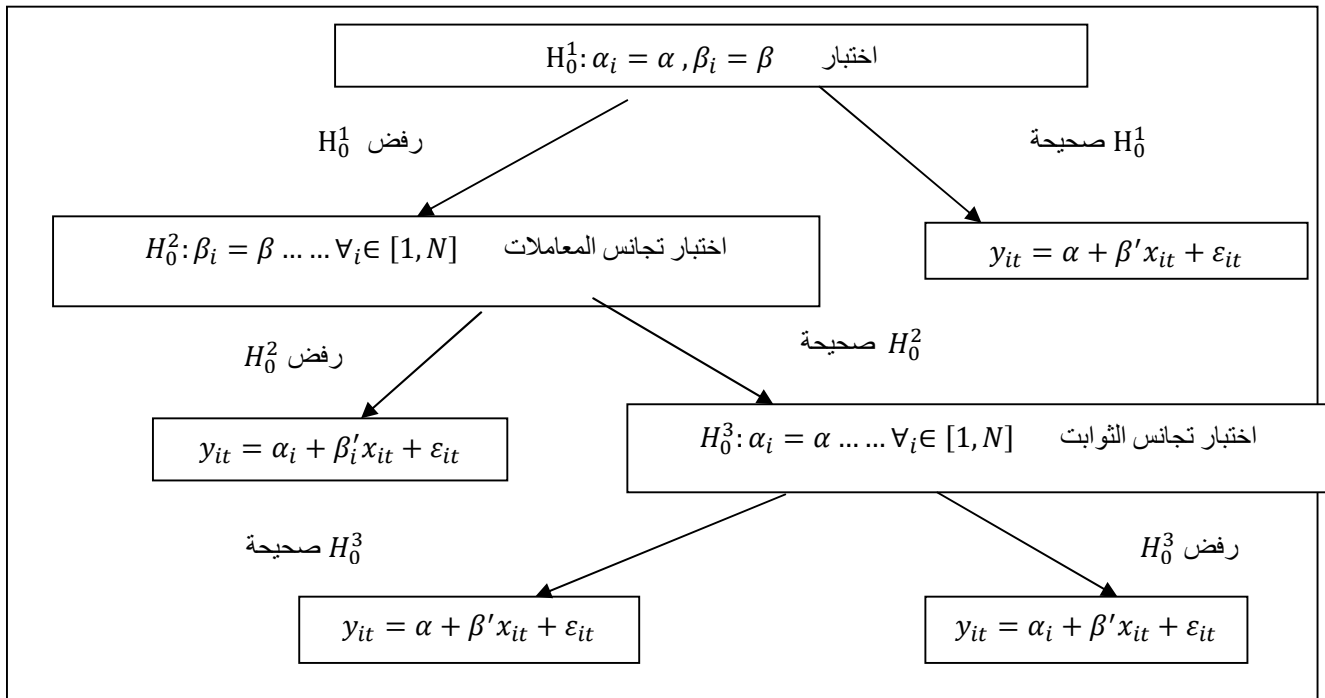 اختبار H₀¹: αᵢ = α , βᵢ = β
رفض H₀¹
H₀¹ صحيحة
اختبار تجانس المعاملات H₀²: βᵢ = β … … ∀ᵢ∈ [1, N]
yᵢₜ = α + β′xᵢₜ + εᵢₜ
رفض H₀²
H₀² صحيحة
yᵢₜ = αᵢ + βᵢ′xᵢₜ + εᵢₜ
اختبار تجانس الثوابت H₀³: αᵢ = α … … ∀ᵢ∈ [1, N]
H₀³ صحيحة
رفض H₀³
yᵢₜ = α + β′xᵢₜ + εᵢₜ
yᵢₜ = αᵢ + β′xᵢₜ + εᵢₜ